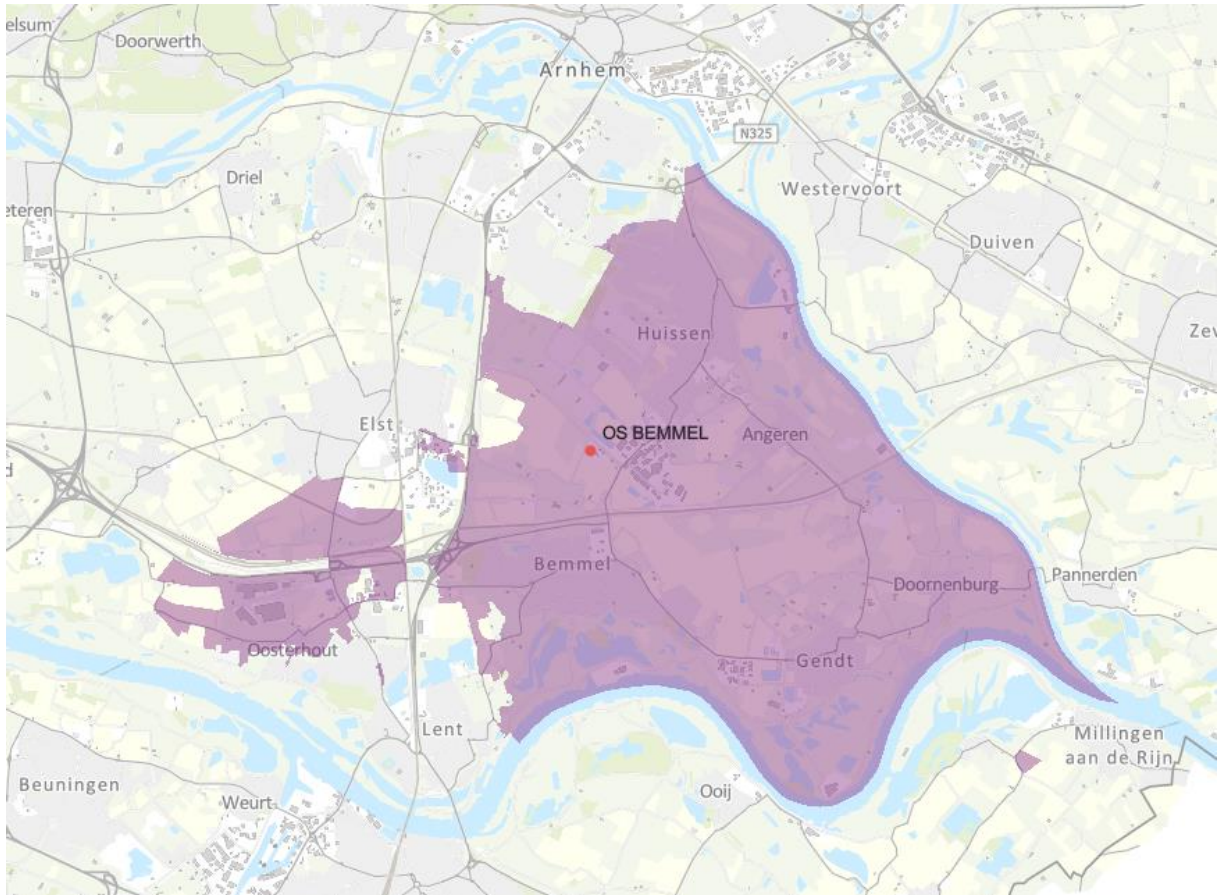 elsum
Doorwerth
Arnhem
N325
Driel
Westervoort
eteren
Duiven
Huissen
Zev
Elst
OS BEMMEL
Angeren
d
Bemmel
Pannerden
Doornenburg
Oosterhout
Gendt
Lent
Millingen
aan de Rijn
Beuningen
Ooij
Weurt